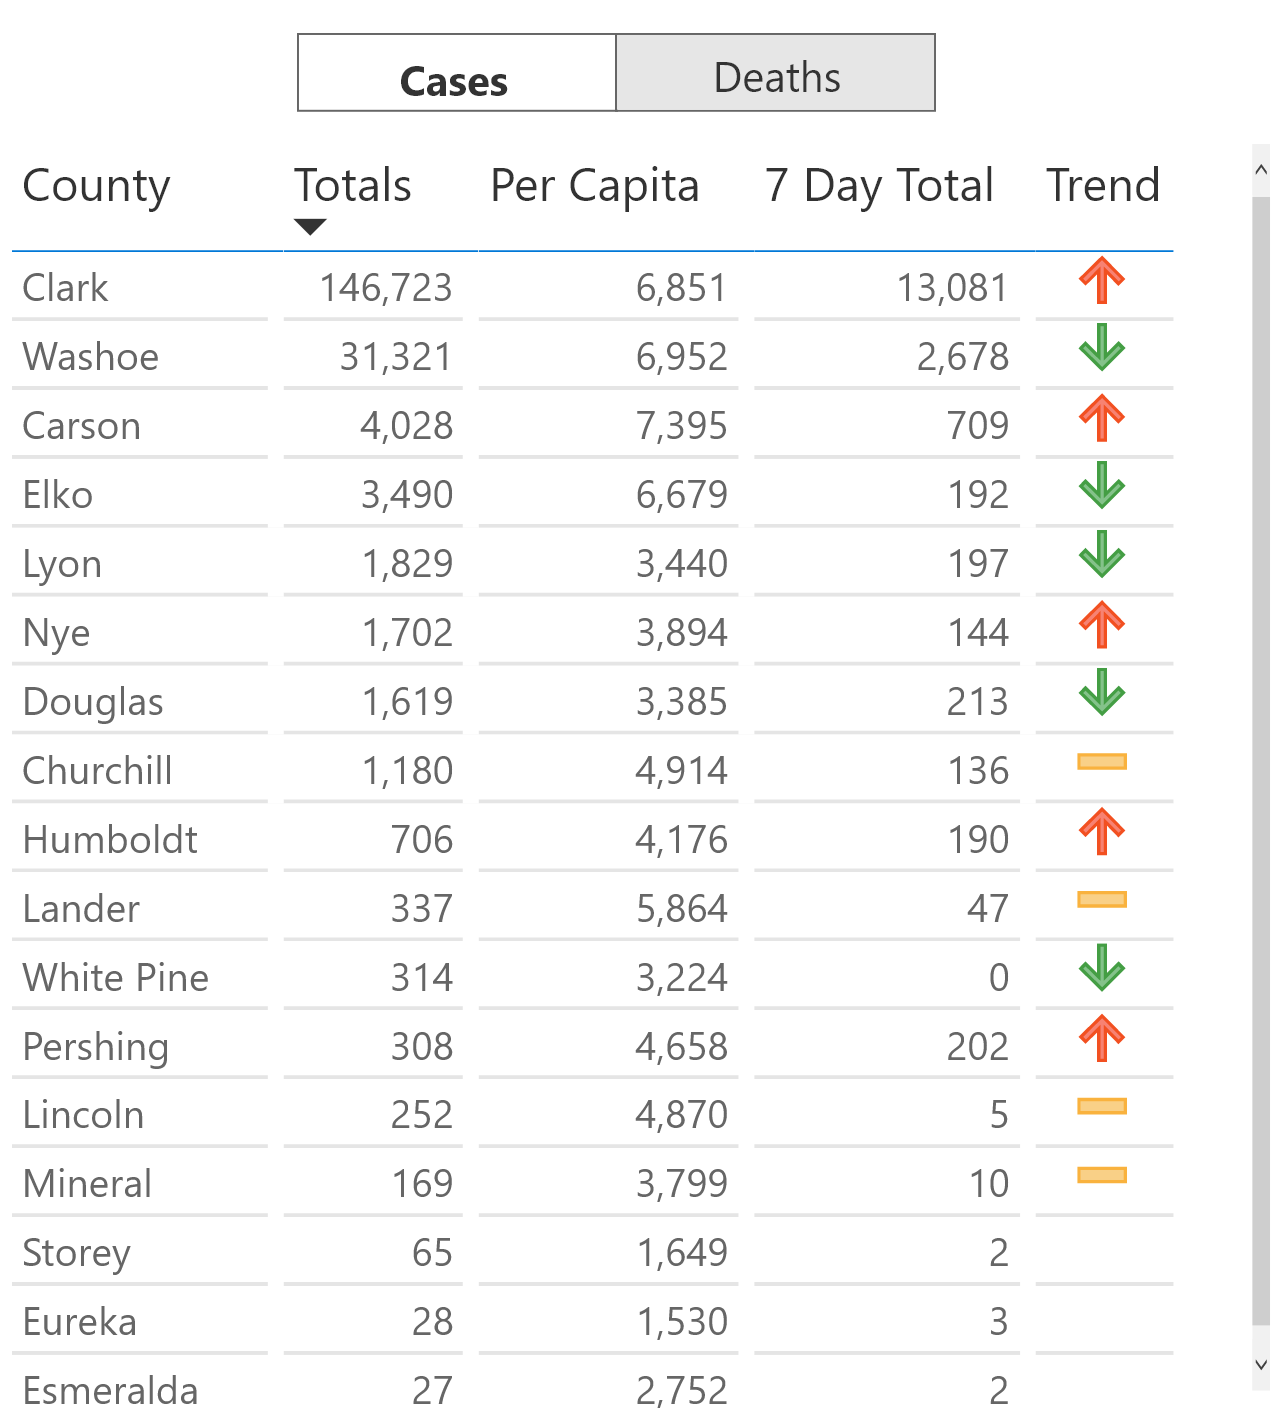 Cases Deaths
County Totals Per Capita 7 Day Total Trend
Clark 146,723 6,851 13,081
Washoe 31,321 6,952 2,678
Carson 4,028 7,395 709
Elko 3,490 6,679 192
Lyon 1,829 3,440 197
Nye 1,702 3,894 144
Douglas 1,619 3,385 213
Churchill 1,180 4,914 136
Humboldt 706 4,176 190
Lander 337 5,864 47
White Pine 314 3,224 0
Pershing 308 4,658 202
Lincoln 252 4,870 5
Mineral 169 3,799 10
Storey 65 1,649 2
Eureka 28 1,530 3
Esmeralda 27 2,752 2